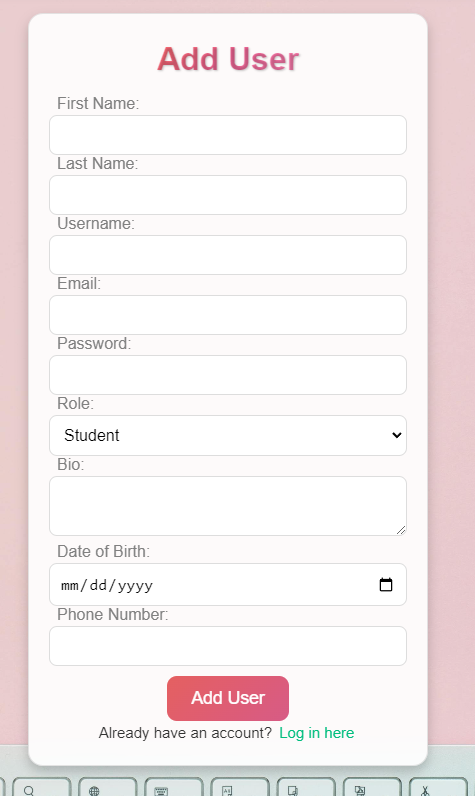 Add User
First Name:
Last Name:
Username:
Email:
Password:
Role:
Student
Bio:
Date of Birth:
mm/dd/yyyy
Phone Number:
Add User
Already have an account? Log in here